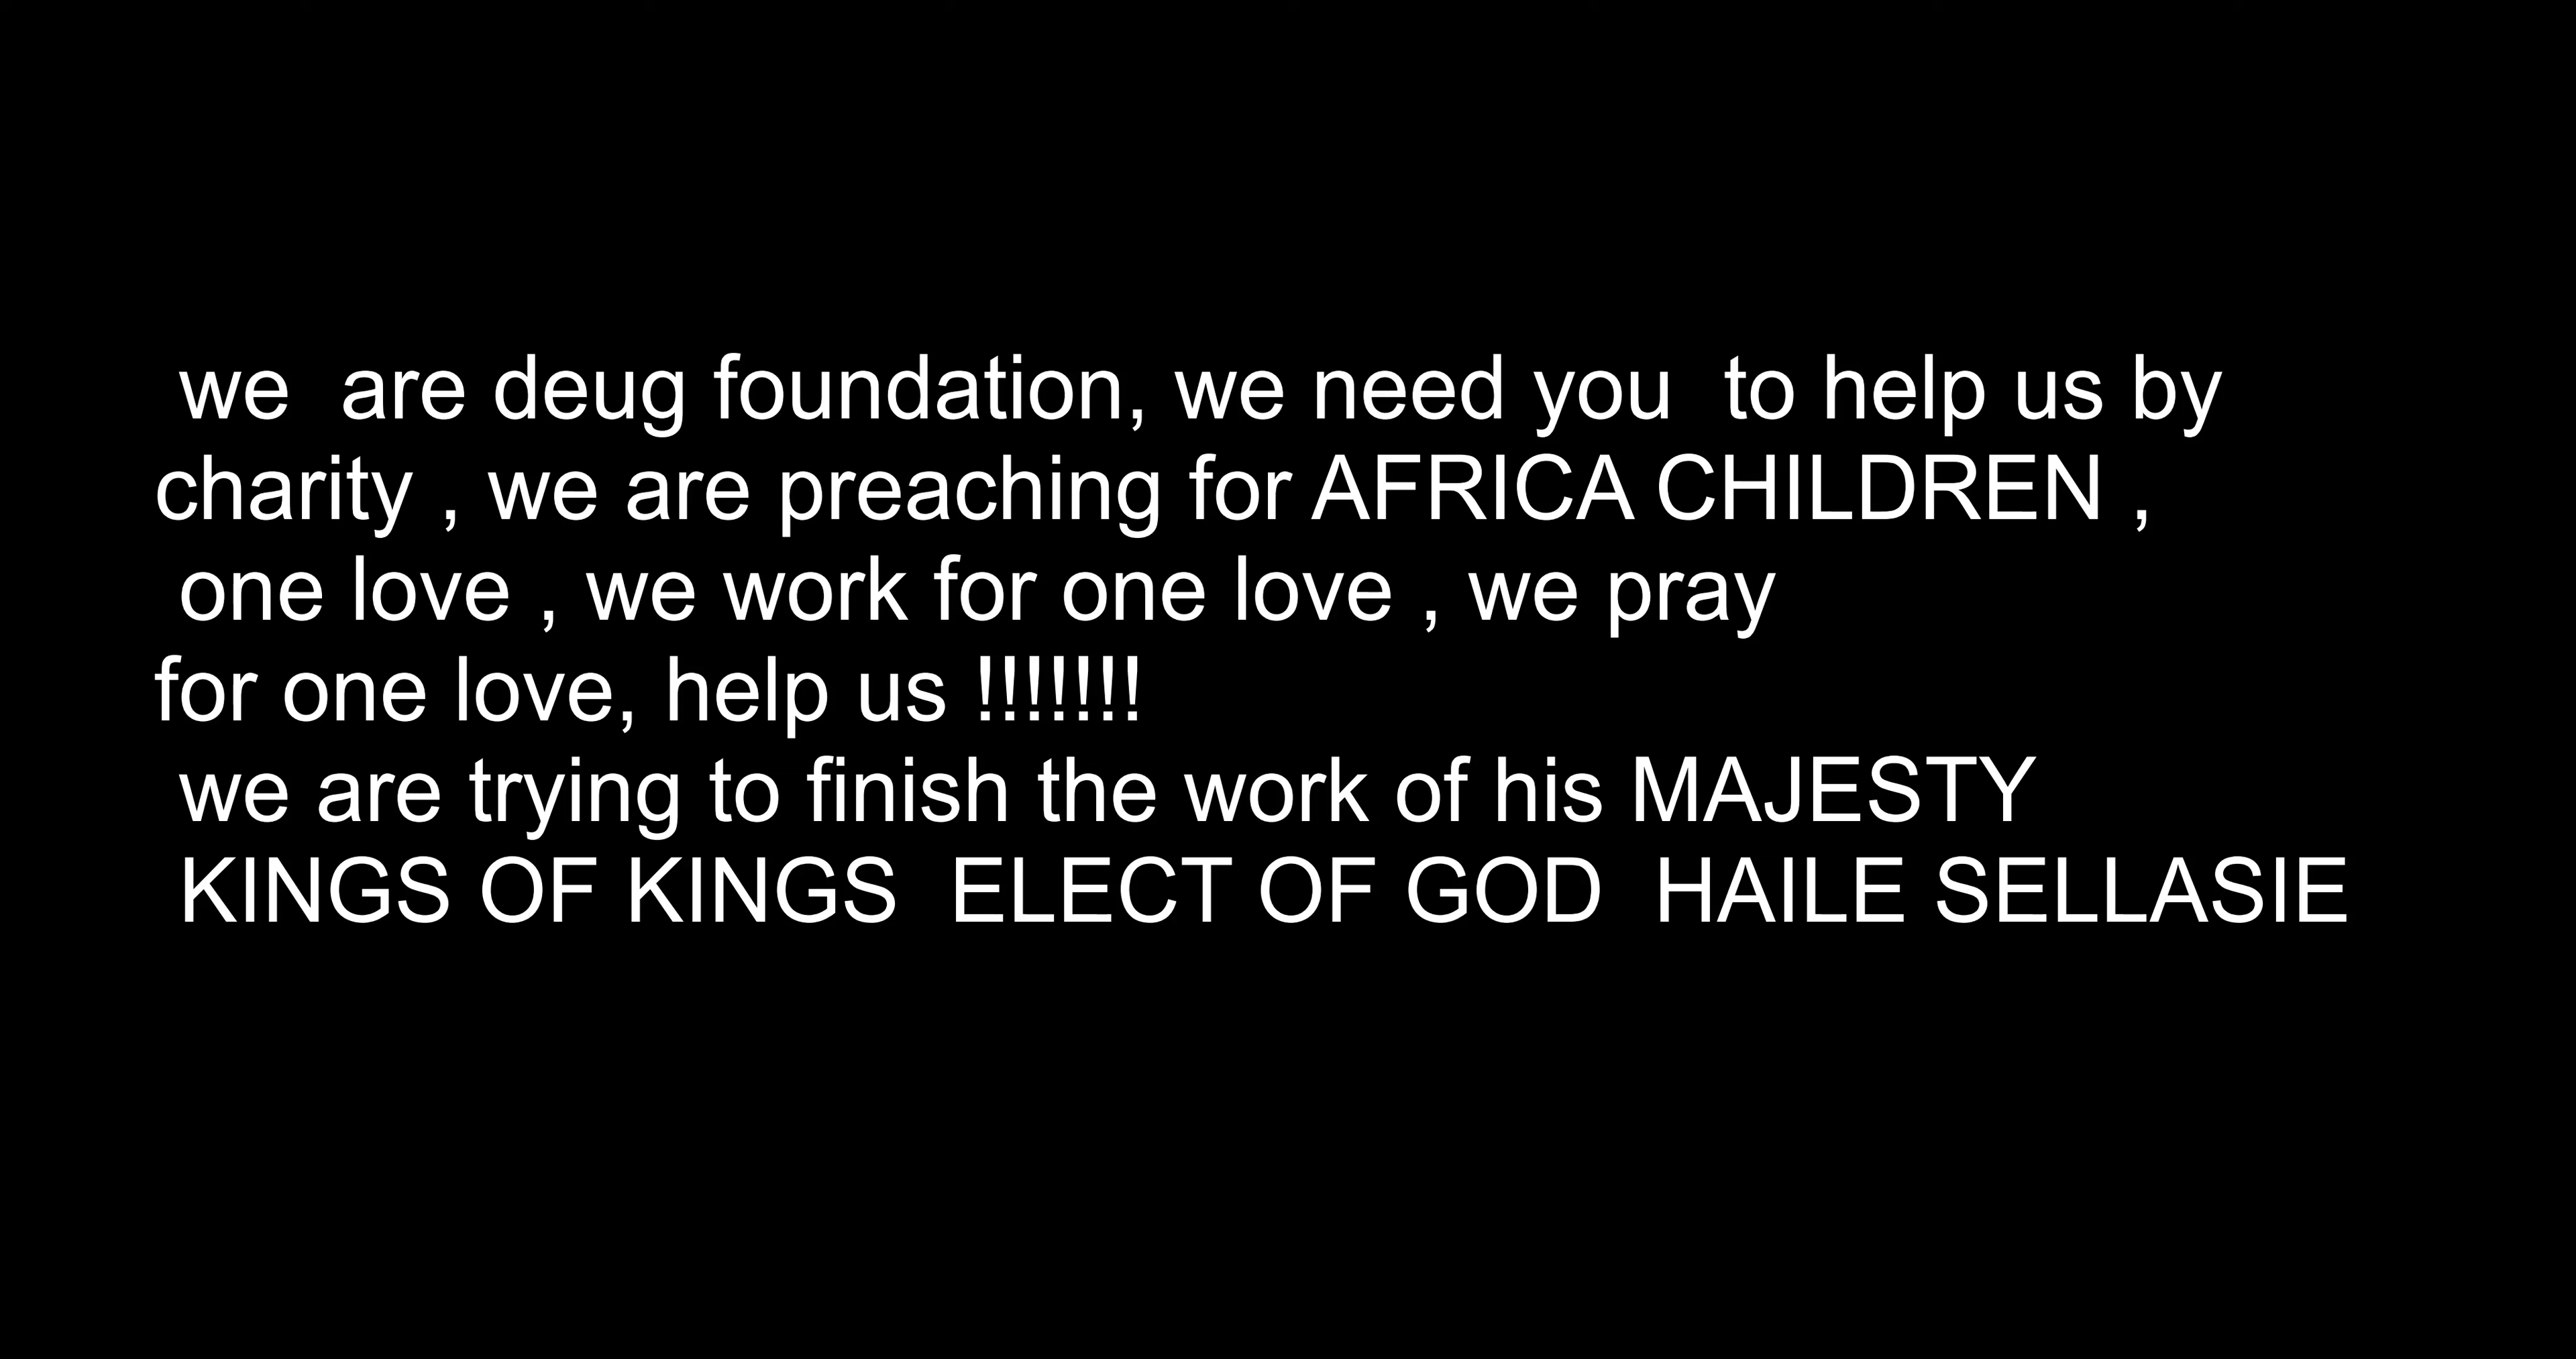 we  are deug foundation, we need you  to help us by
charity , we are preaching for AFRICA CHILDREN ,
one love , we work for one love , we pray
for one love, help us !!!!!!!
we are trying to finish the work of his MAJESTY
KINGS OF KINGS  ELECT OF GOD  HAILE SELLASIE